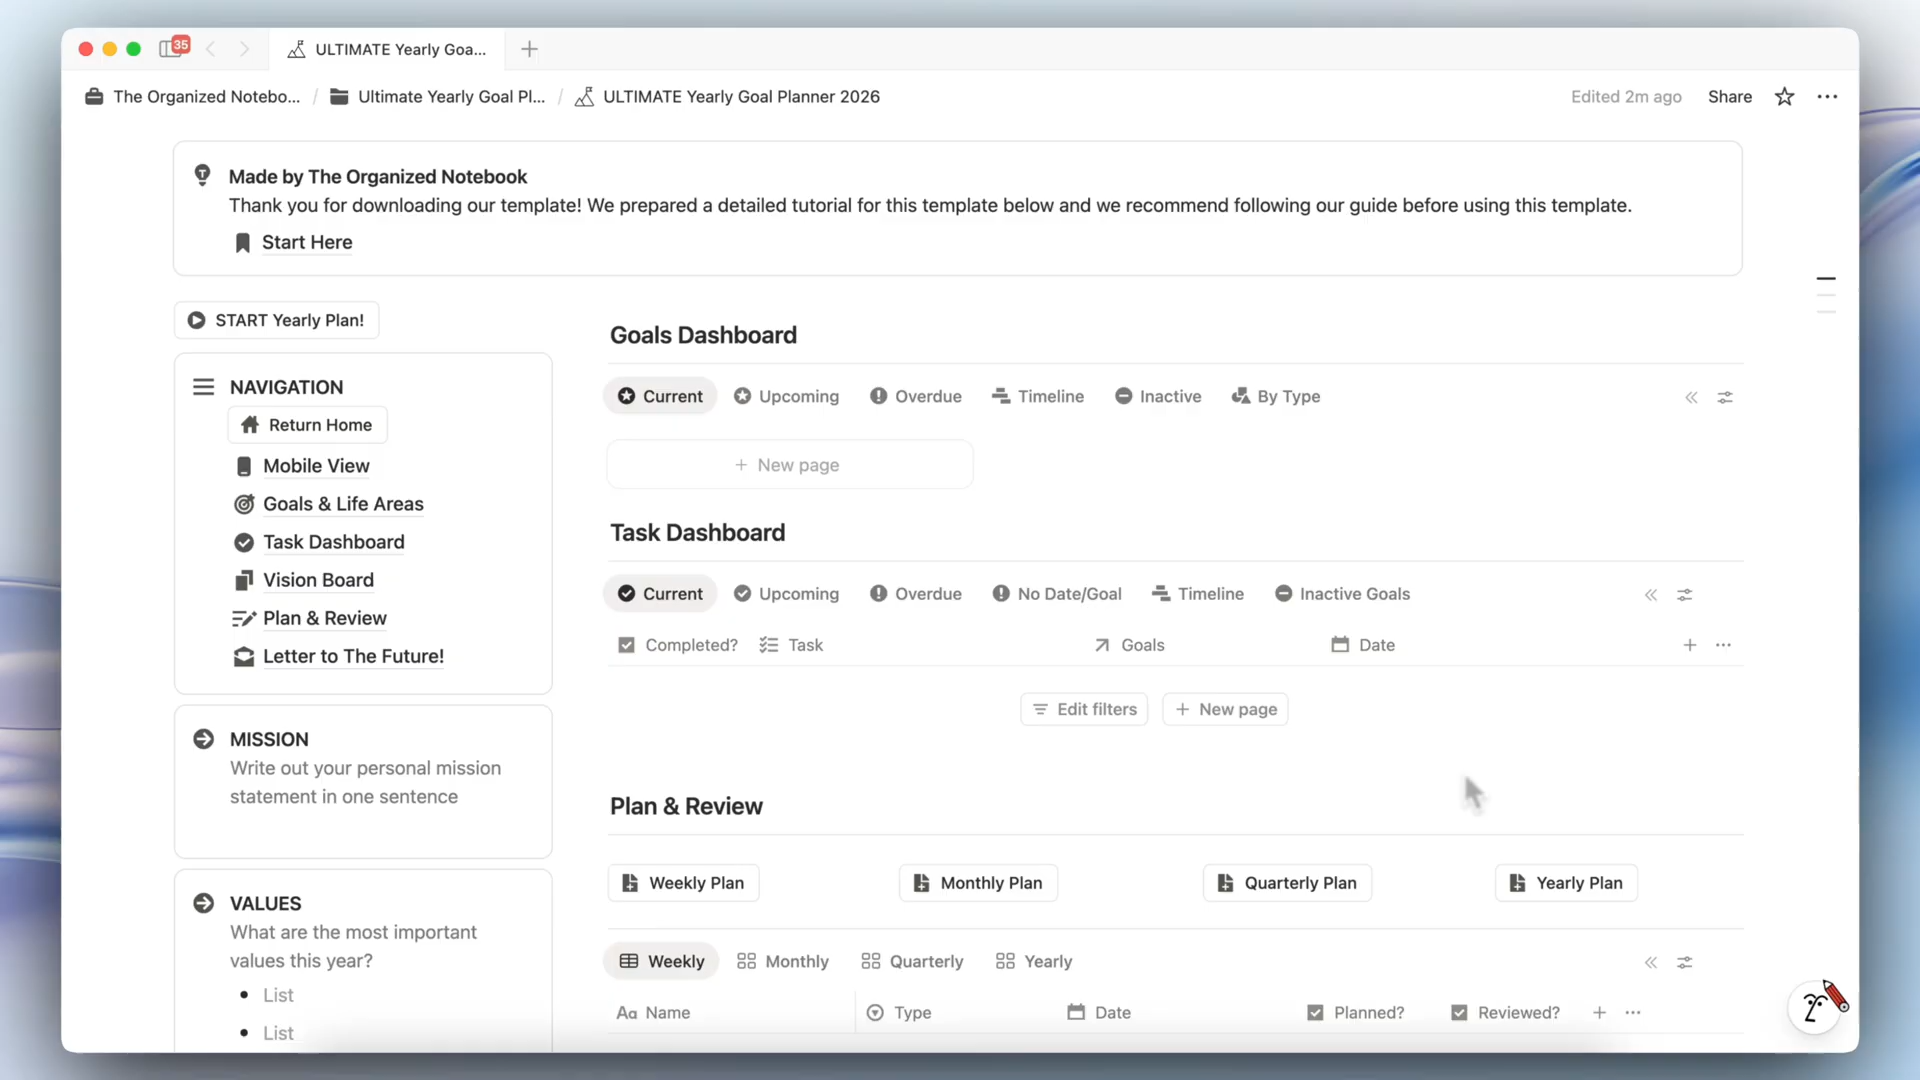 35
ULTIMATE Yearly Goa...
The Organized Notebo... / Ultimate Yearly Goal Pl... / ULTIMATE Yearly Goal Planner 2026
Edited 2m ago
Share
Made by The Organized Notebook
Thank you for downloading our template! We prepared a detailed tutorial for this template below and we recommend following our guide before using this template.
Start Here
START Yearly Plan!
NAVIGATION
Return Home
Mobile View
Goals & Life Areas
Task Dashboard
Vision Board
Plan & Review
Letter to The Future!
MISSION
Write out your personal mission
statement in one sentence
VALUES
What are the most important
values this year?
• List
• List
Goals Dashboard
Current Upcoming Overdue Timeline Inactive By Type
+ New page
Task Dashboard
Current Upcoming Overdue No Date/Goal Timeline Inactive Goals
Completed? Task Goals Date
Edit filters + New page
Plan & Review
Weekly Plan Monthly Plan Quarterly Plan Yearly Plan
Weekly Monthly Quarterly Yearly
Aa Name Type Date Planned? Reviewed?